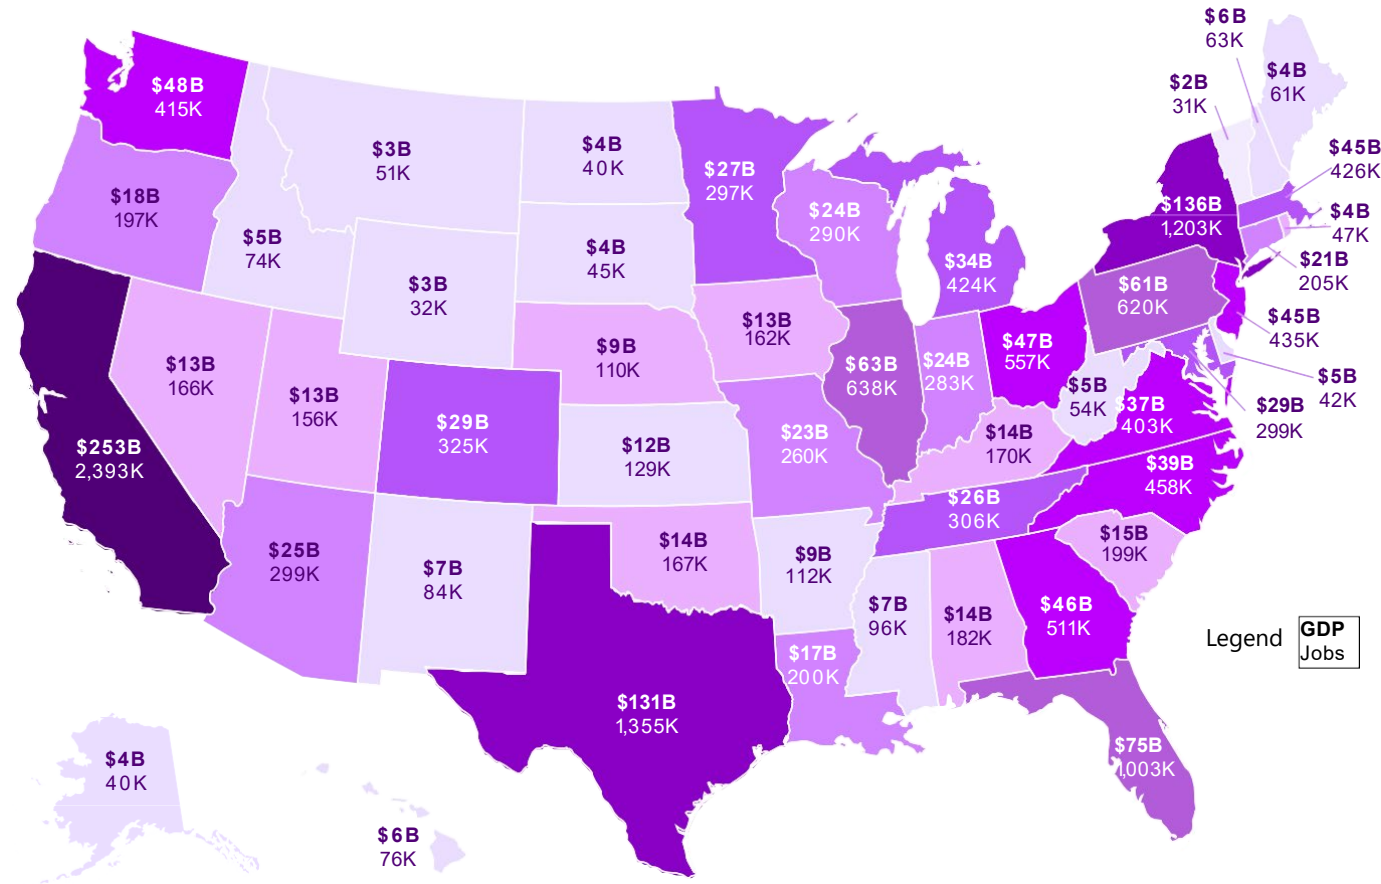 $6B
63K
$4B
61K
$2B
31K
$48B
415K
$3B
51K
$4B
40K
$27B
297K
$45B
426K
$18B
197K
$24B
290K
$136B
1,203K
$4B
47K
$5B
74K
$4B
45K
$34B
424K
$21B
205K
$3B
32K
$61B
620K
$13B
162K
$45B
435K
$9B
110K
$47B
557K
$13B
166K
$63B
638K
$24B
283K
$5B
54K
$5B
42K
$13B
156K
$37B
403K
$29B
299K
$29B
325K
$23B
260K
$14B
170K
$253B
2,393K
$12B
129K
$39B
458K
$26B
306K
$25B
299K
$14B
167K
$9B
112K
$15B
199K
$7B
84K
$7B
96K
$14B
182K
$46B
511K
Legend
GDP
Jobs
$17B
200K
$131B
1,355K
$75B
1,003K
$4B
40K
$6B
76K